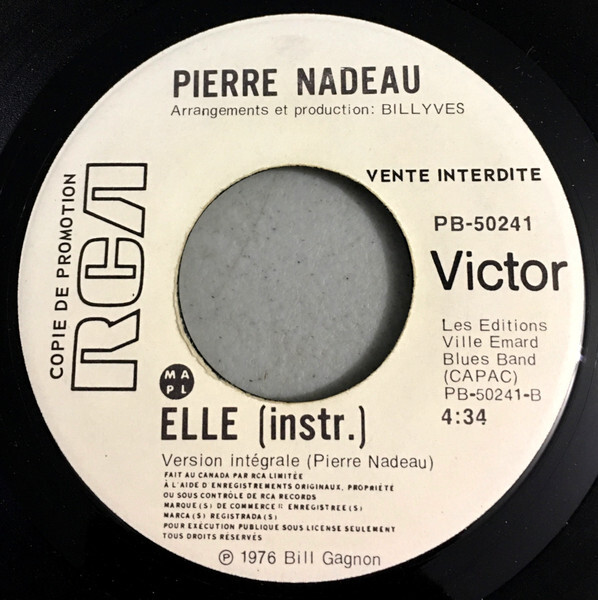 PIERRE NADEAU
Arrangements et production: BILLYVES
VENTE INTERDITE
COPIE DE PROMOTION
RCA
PB-50241
Victor
Les Editions
Ville Emard
Blues Band
(CAPAC)
PB-50241-B
4:34
MA
PL
ELLE (instr.)
Version intégrale (Pierre Nadeau)
FAIT AU CANADA PAR RCA LIMITÉE
À L'AIDE D'ENREGISTREMENTS ORIGINAUX, PROPRIÉTÉ
OU SOUS CONTRÔLE DE RCA RECORDS
MARQUE(S) DE COMMERCE ENREGISTREE(S)
MARCA(S) REGISTRADA(S)
POUR EXÉCUTION PUBLIQUE SOUS LICENSE SEULEMENT
TOUS DROITS RESERVÉS
℗ 1976 Bill Gagnon